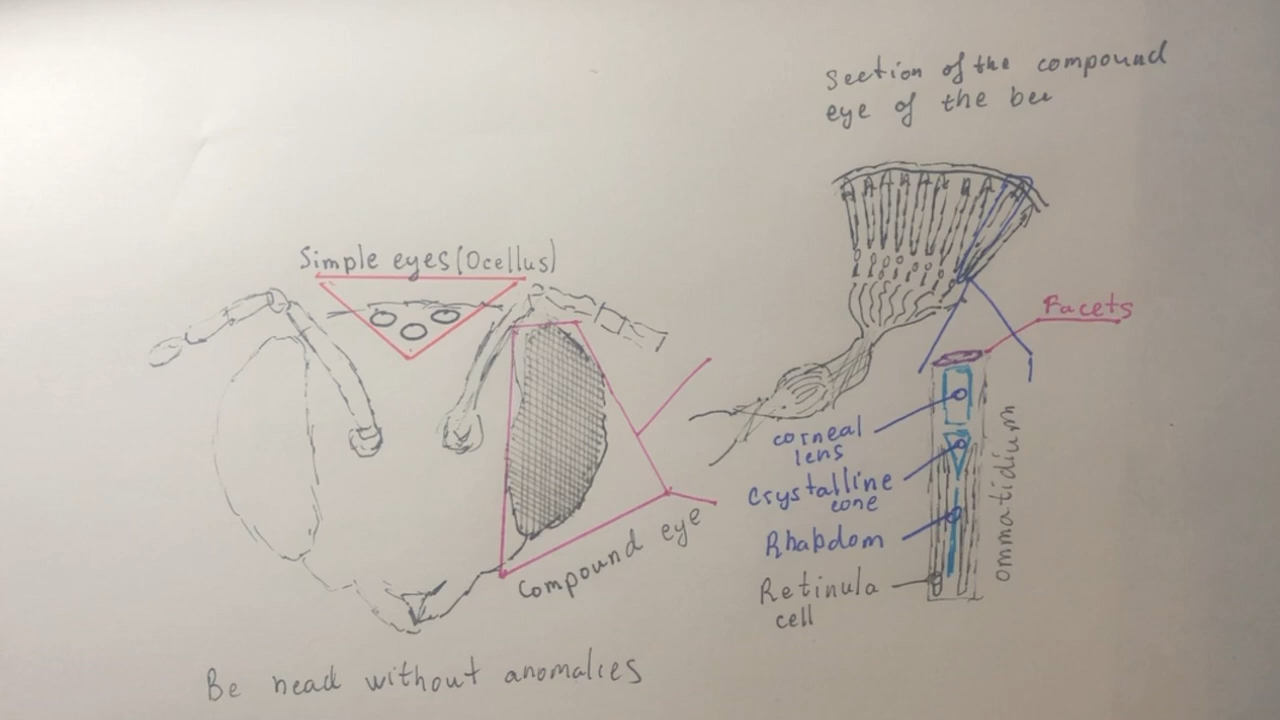 Section of the compound
eye of the bee
Simple eyes (Ocellus)
Facets
corneal
lens
Crystalline
cone
Rhabdom
Retinula
cell
ommatidium
Compound eye
Be head without anomalies